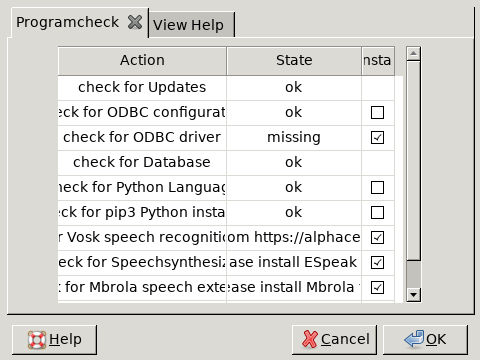 Programcheck
View Help
Action State nsta
check for Updates ok
eck for ODBC configurat ok
check for ODBC driver missing
check for Database ok
heck for Python Languag ok
eck for pip3 Python insta ok
r Vosk speech recognitio om https://alphace
eck for Speechsynthesiz ase install ESpeak
k for Mbrola speech exte ease install Mbrola
Help Cancel OK